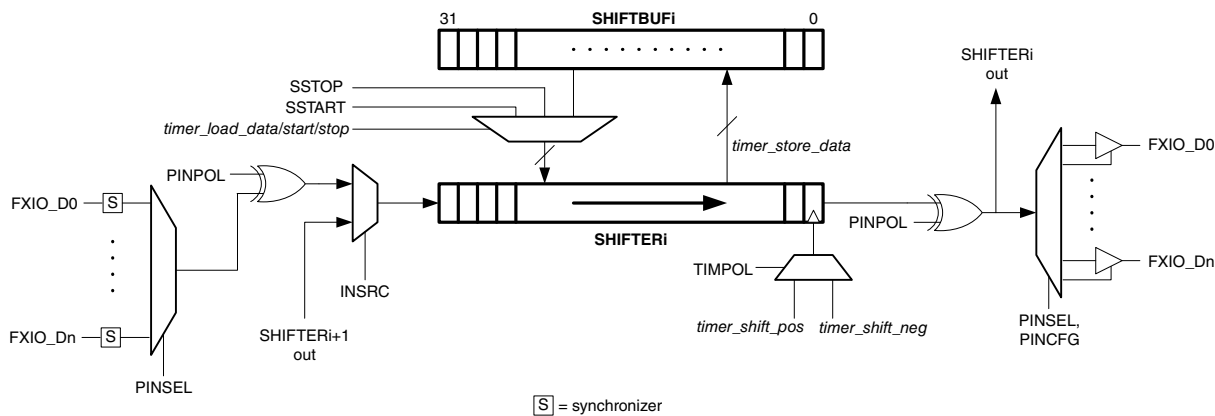 31 SHIFTBUFi 0
SHIFTERi
out
SSTOP
SSTART
timer_load_data/start/stop
timer_store_data
PINPOL
FXIO_D0 S
FXIO_D0
SHIFTERi
PINPOL
TIMPOL
INSRC
FXIO_Dn
SHIFTERi+1
out
timer_shift_pos timer_shift_neg
FXIO_Dn S
PINSEL,
PINCFG
PINSEL
S = synchronizer